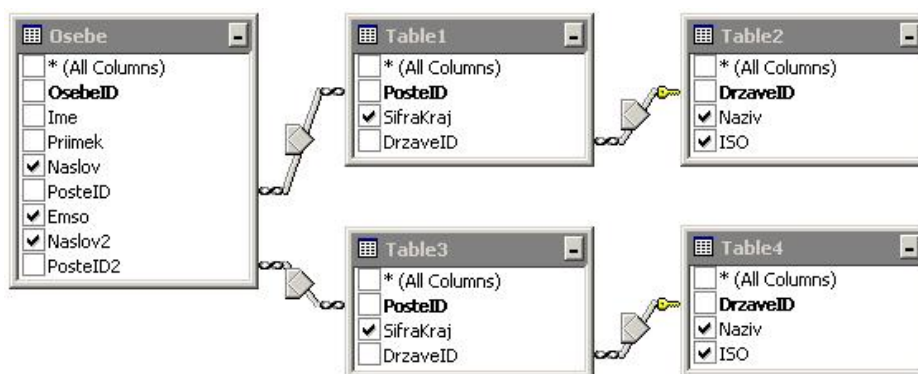 Osebe
* (All Columns)
OsebeID
Ime
Priimek
Naslov
PosteID
Emso
Naslov2
PosteID2
Table1
* (All Columns)
PosteID
SifraKraj
DrzaveID
Table2
* (All Columns)
DrzaveID
Naziv
ISO
Table3
* (All Columns)
PosteID
SifraKraj
DrzaveID
Table4
* (All Columns)
DrzaveID
Naziv
ISO